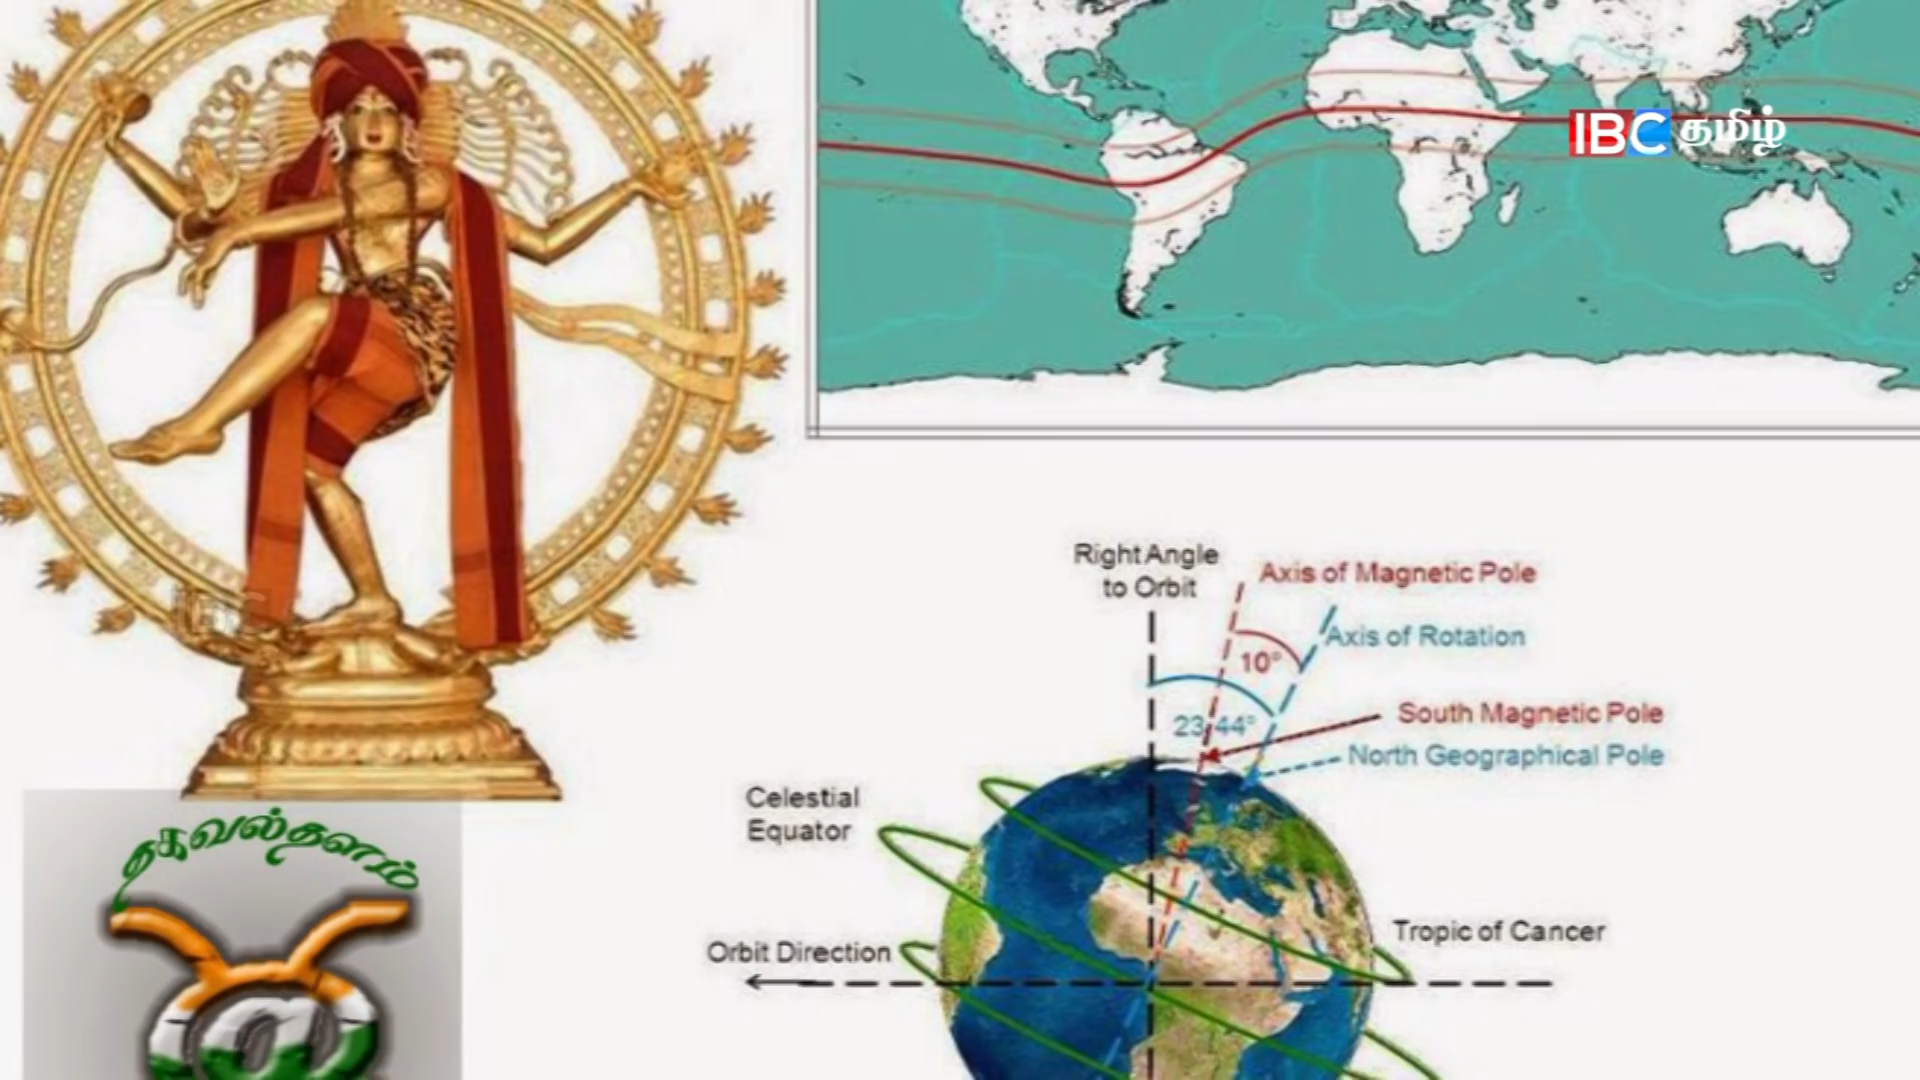 IBC தமிழ்
Right Angle
to Orbit
Axis of Magnetic Pole
Axis of Rotation
10°
23,44°
South Magnetic Pole
North Geographical Pole
Celestial
Equator
Orbit Direction
Tropic of Cancer
தகவல்தளம்
IBC